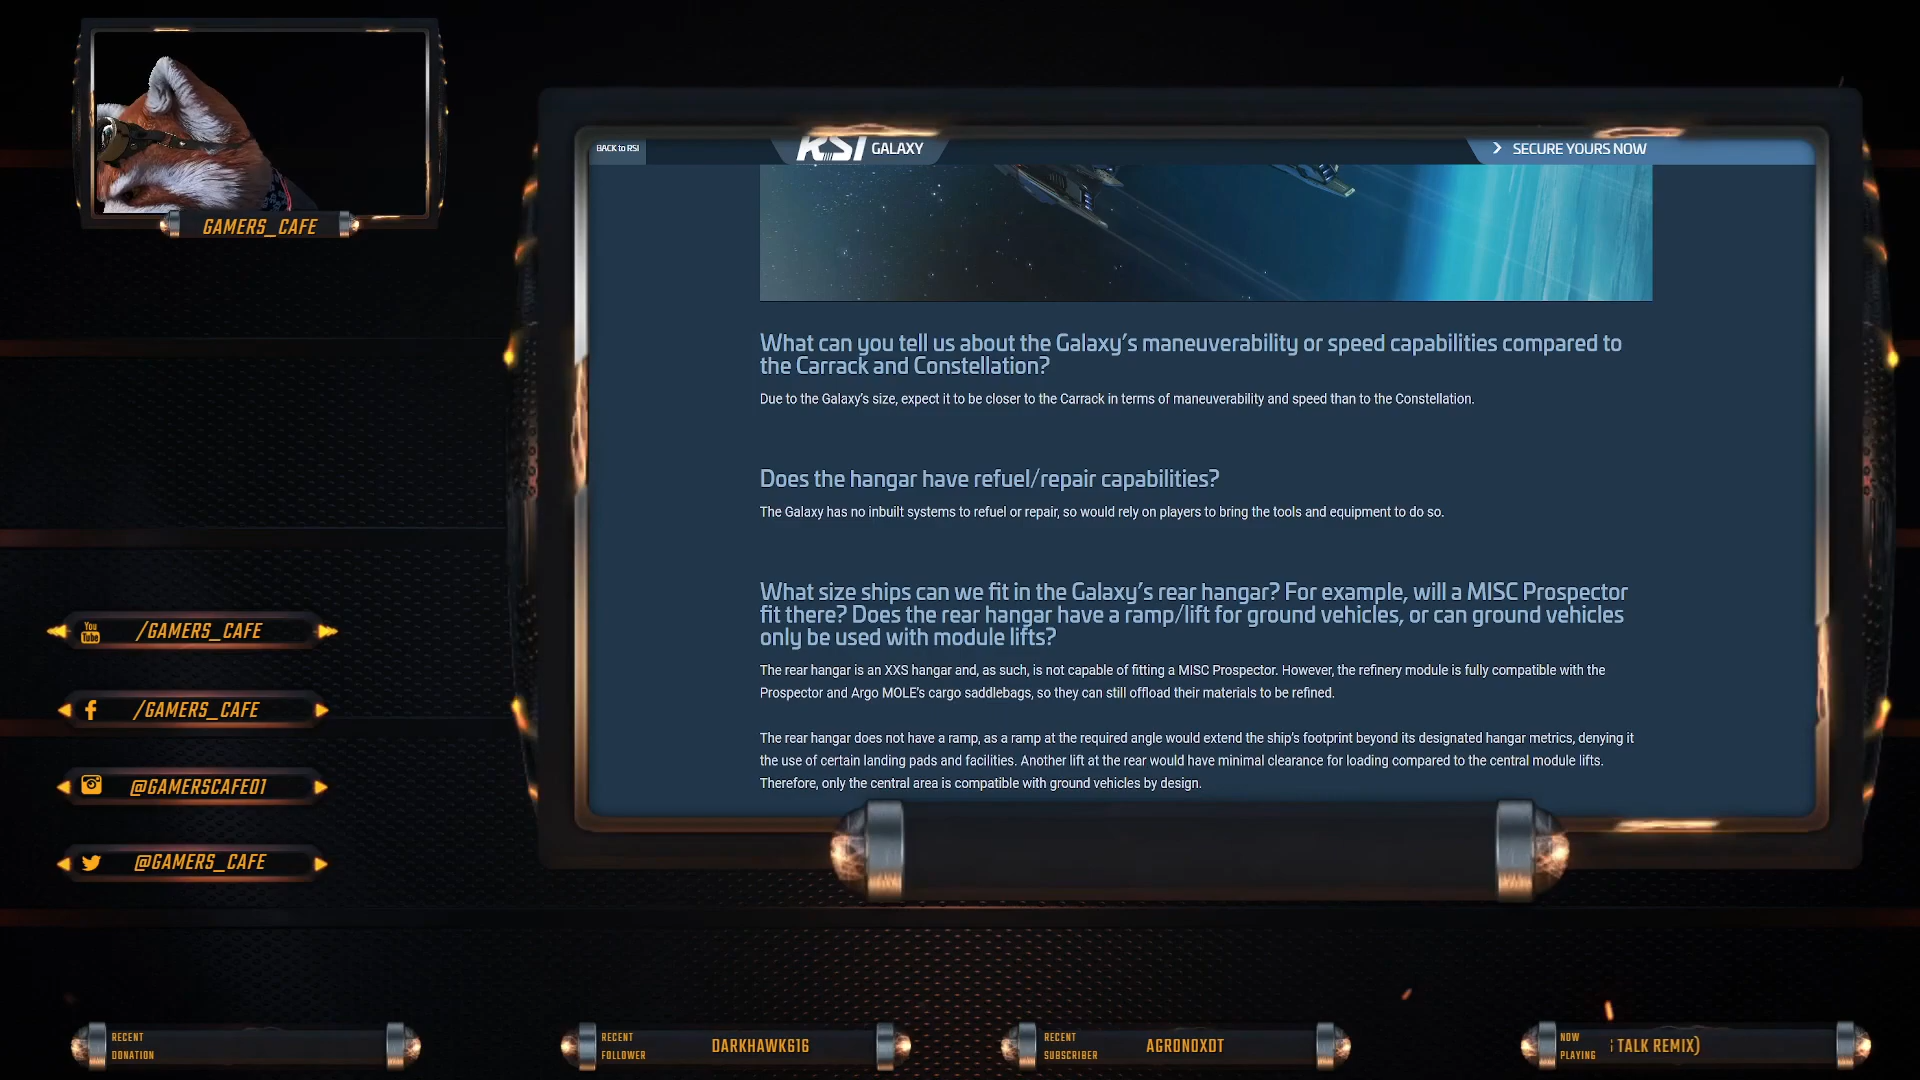 GAMERS_CAFE
BACK to RSI
RSI GALAXY
SECURE YOURS NOW
What can you tell us about the Galaxy's maneuverability or speed capabilities compared to
the Carrack and Constellation?
Due to the Galaxy's size, expect it to be closer to the Carrack in terms of maneuverability and speed than to the Constellation.
Does the hangar have refuel/repair capabilities?
The Galaxy has no inbuilt systems to refuel or repair, so would rely on players to bring the tools and equipment to do so.
What size ships can we fit in the Galaxy's rear hangar? For example, will a MISC Prospector
fit there? Does the rear hangar have a ramp/lift for ground vehicles, or can ground vehicles
only be used with module lifts?
The rear hangar is an XXS hangar and, as such, is not capable of fitting a MISC Prospector. However, the refinery module is fully compatible with the
Prospector and Argo MOLE's cargo saddlebags, so they can still offload their materials to be refined.
The rear hangar does not have a ramp, as a ramp at the required angle would extend the ship's footprint beyond its designated hangar metrics, denying it
the use of certain landing pads and facilities. Another lift at the rear would have minimal clearance for loading compared to the central module lifts.
Therefore, only the central area is compatible with ground vehicles by design.
You Tube /GAMERS_CAFE
/GAMERS_CAFE
@GAMERSCAFE01
@GAMERS_CAFE
RECENT
DONATION
RECENT
FOLLOWER
DARKHAWK616
RECENT
SUBSCRIBER
AGRONOXDT
NOW
PLAYING
TALK REMIX)